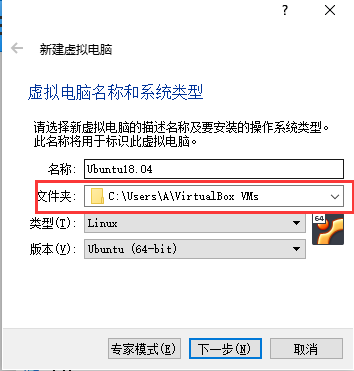 新建虚拟电脑
虚拟电脑名称和系统类型
请选择新虚拟电脑的描述名称及要安装的操作系统类型。
此名称将用于标识此虚拟电脑。
名称: Ubuntu18.04
文件夹: C:\Users\A\VirtualBox VMs
类型(T): Linux
64
版本(V): Ubuntu (64-bit)
专家模式(E) 下一步(N) 取消